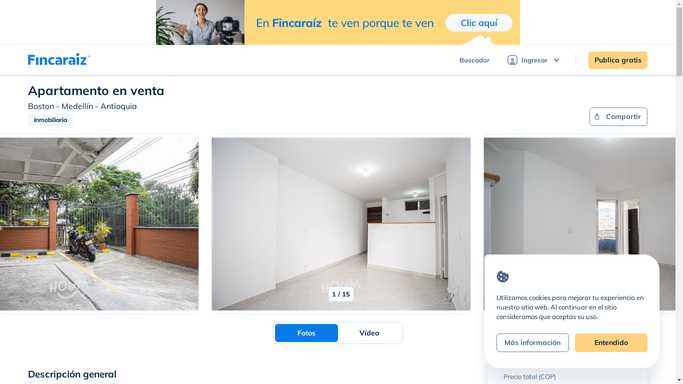 En Fincaraíz te ven porque te ven
Clic aquí
Fincaraiz
Buscador
Ingresar
Publica gratis
Apartamento en venta
Boston - Medellín - Antioquia
Inmobiliaria
Compartir
1 / 15
Fotos
Vídeo
Utilizamos cookies para mejorar tu experiencia en
nuestro sitio web. Al continuar en el sitio
consideramos que aceptas su uso.
Más información
Entendido
Descripción general
Precio total (COP)